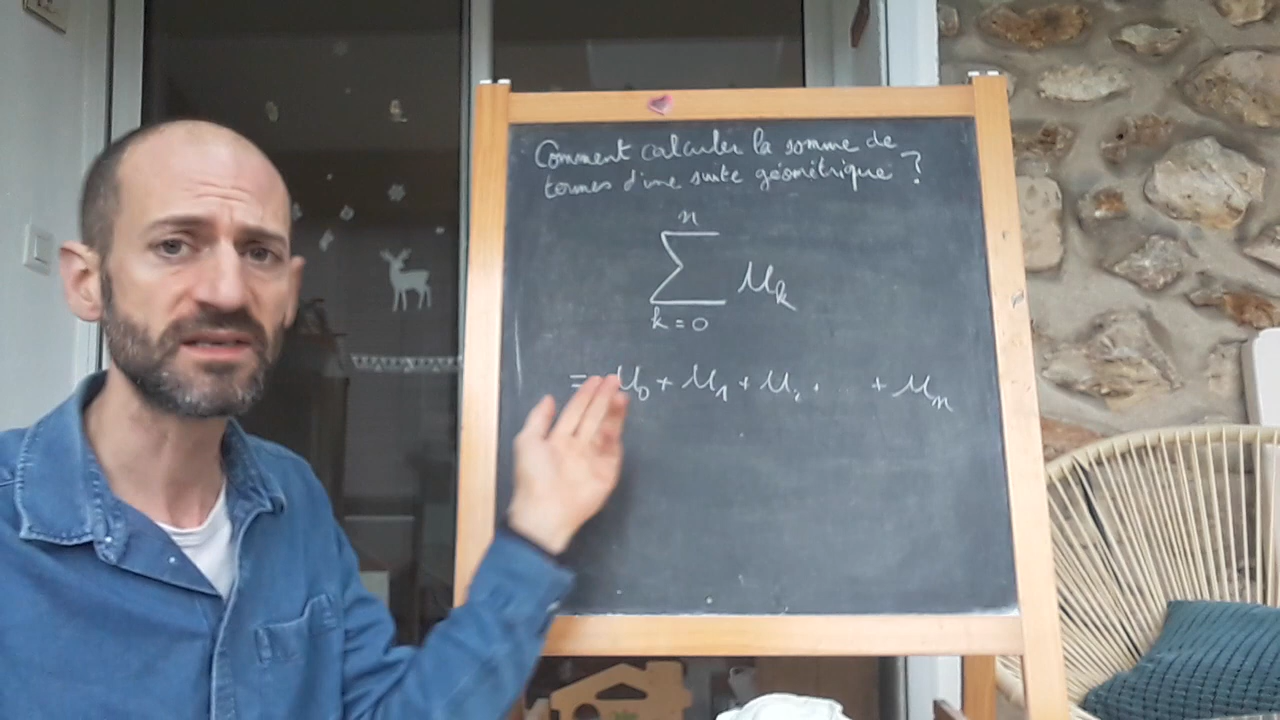 Comment calculer la somme de
termes d'une suite géométrique ?
n
∑ uk
k=0
= u0 + u1 + u2 . . + un